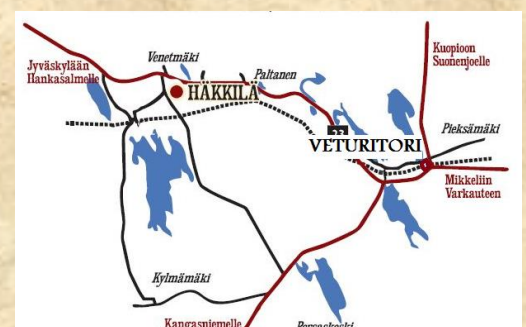 Kuopioon
Suonenjoelle
Venetmäki
Jyväskylään
Hankasalmelle
Paltanen
HÄKKILÄ
Pieksämäki
VETURITORI
Mikkeliin
Varkauteen
Kylmämäki
Kangasniemelle